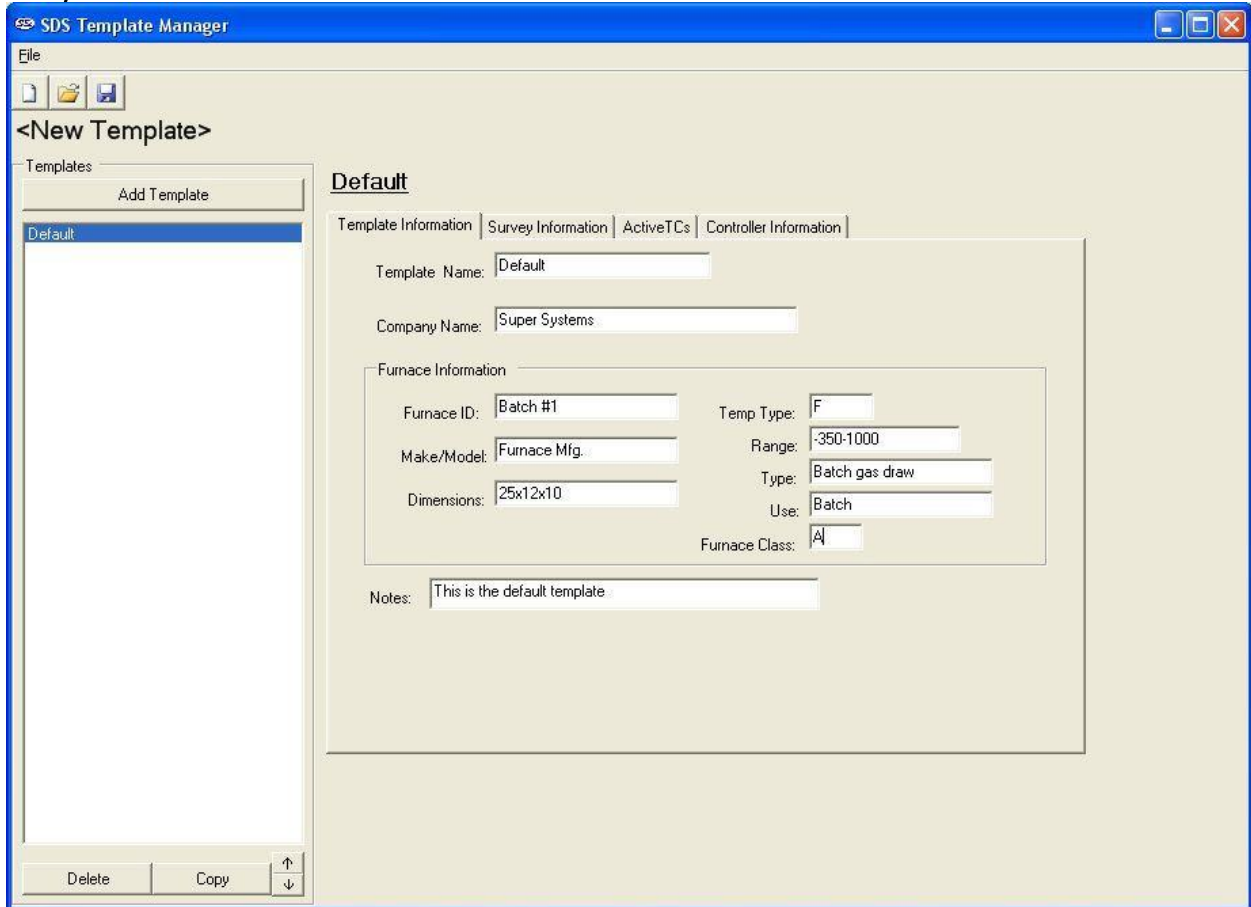 SDS Template Manager
File
<New Template>
Templates
Add Template
Default
Delete
Copy
Default
Template Information
Survey Information
ActiveTCs
Controller Information
Template Name: Default
Company Name: Super Systems
Furnace Information
Furnace ID: Batch #1
Make/Model: Furnace Mfg.
Dimensions: 25x12x10
Temp Type: F
Range: -350-1000
Type: Batch gas draw
Use: Batch
Furnace Class: A
Notes: This is the default template